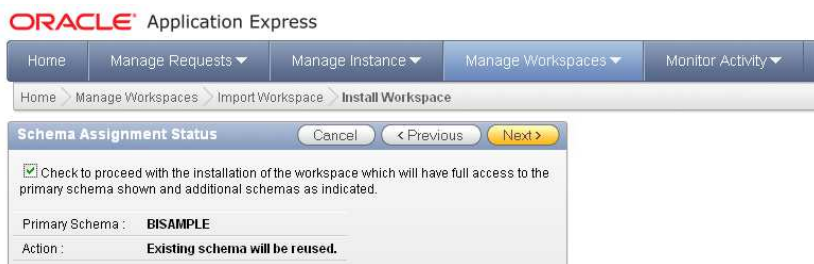 ORACLE Application Express
Home Manage Requests Manage Instance Manage Workspaces Monitor Activity
Home Manage Workspaces Import Workspace Install Workspace
Schema Assignment Status Cancel < Previous Next >
Check to proceed with the installation of the workspace which will have full access to the
primary schema shown and additional schemas as indicated.
Primary Schema : BISAMPLE
Action : Existing schema will be reused.